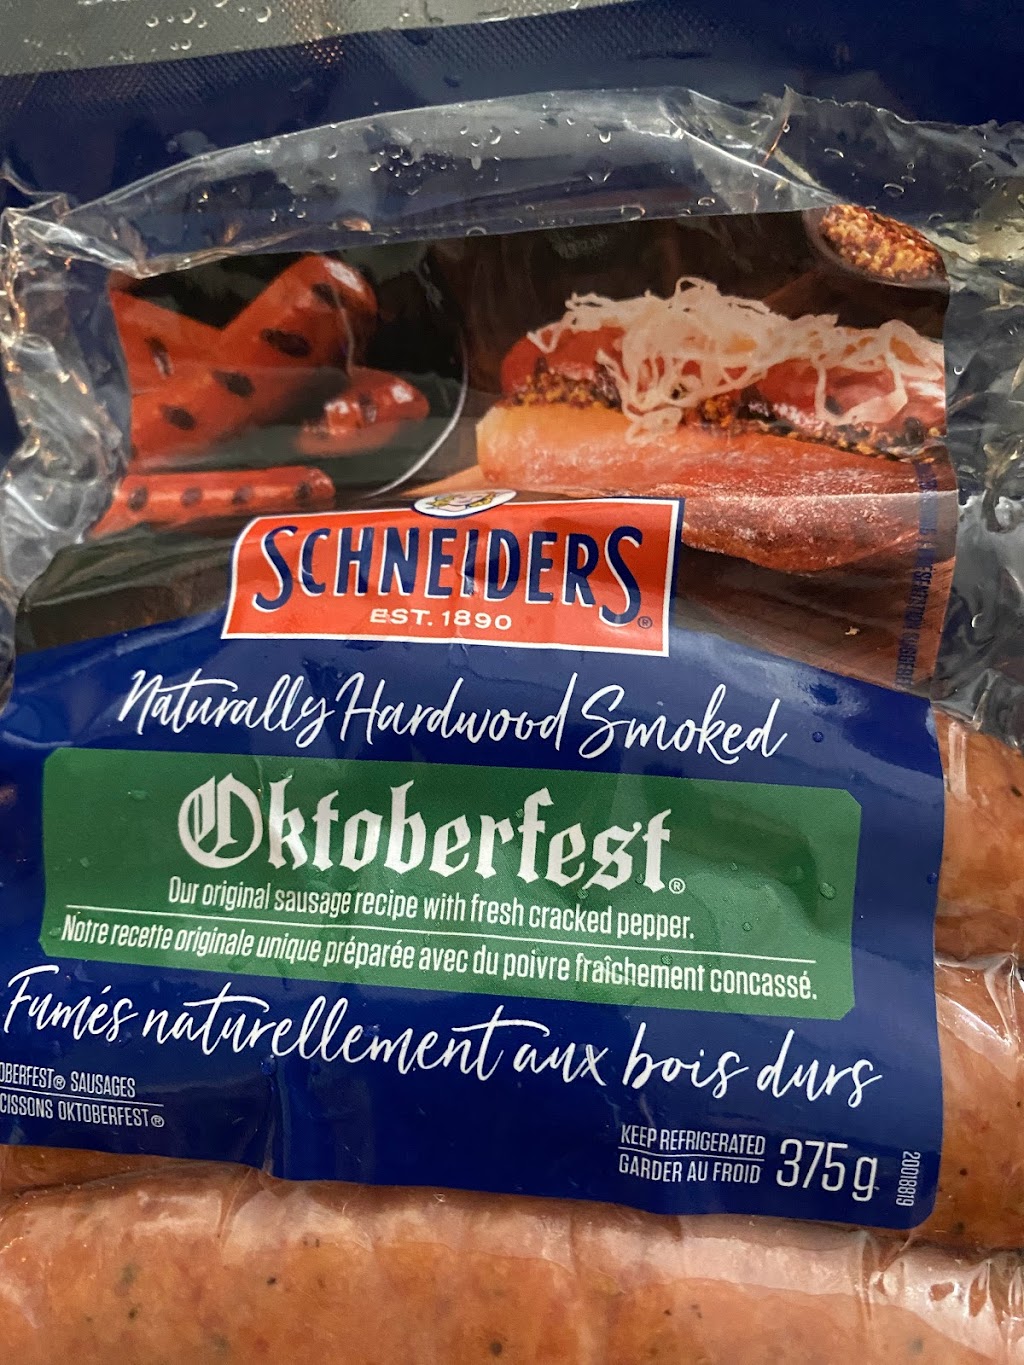 SCHNEIDERS®
EST. 1890
Naturally Hardwood Smoked
Oktoberfest®
Our original sausage recipe with fresh cracked pepper.
Notre recette originale unique préparée avec du poivre fraîchement concassé.
Fumés naturellement aux bois durs
OBERFEST® SAUSAGES
CISSONS OKTOBERFEST®
KEEP REFRIGERATED
GARDER AU FROID
375 g
20018819